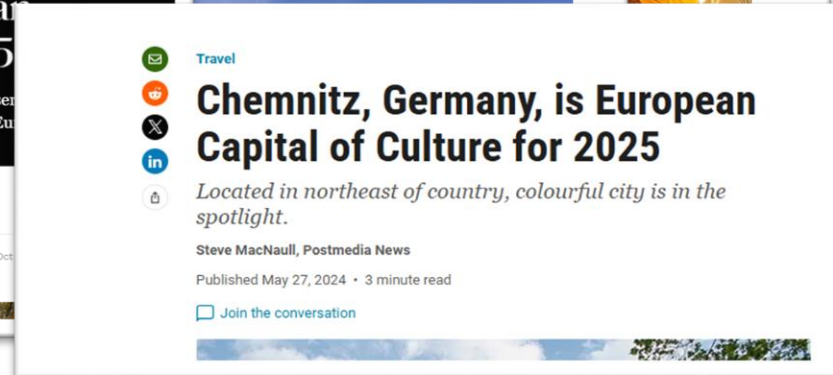 Travel
Chemnitz, Germany, is European
Capital of Culture for 2025
Located in northeast of country, colourful city is in the
spotlight.
Steve MacNaull, Postmedia News
Published May 27, 2024 • 3 minute read
Join the conversation
in